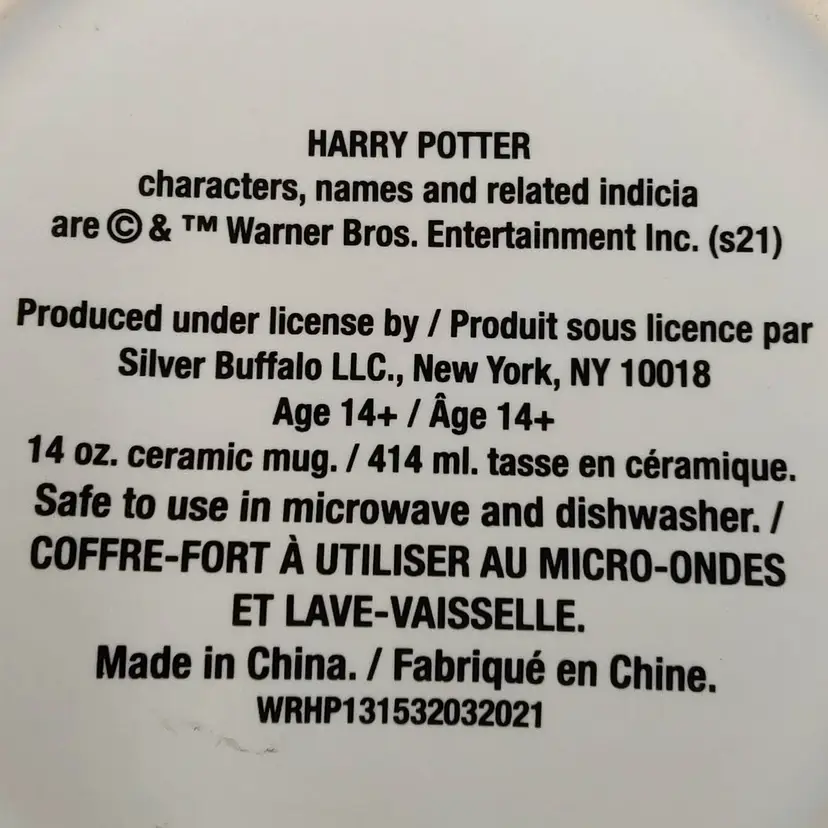 HARRY POTTER
characters, names and related indicia
are © & ™ Warner Bros. Entertainment Inc. (s21)
Produced under license by / Produit sous licence par
Silver Buffalo LLC., New York, NY 10018
Age 14+ / Âge 14+
14 oz. ceramic mug. / 414 ml. tasse en céramique.
Safe to use in microwave and dishwasher. /
COFFRE-FORT À UTILISER AU MICRO-ONDES
ET LAVE-VAISSELLE.
Made in China. / Fabriqué en Chine.
WRHP131532032021